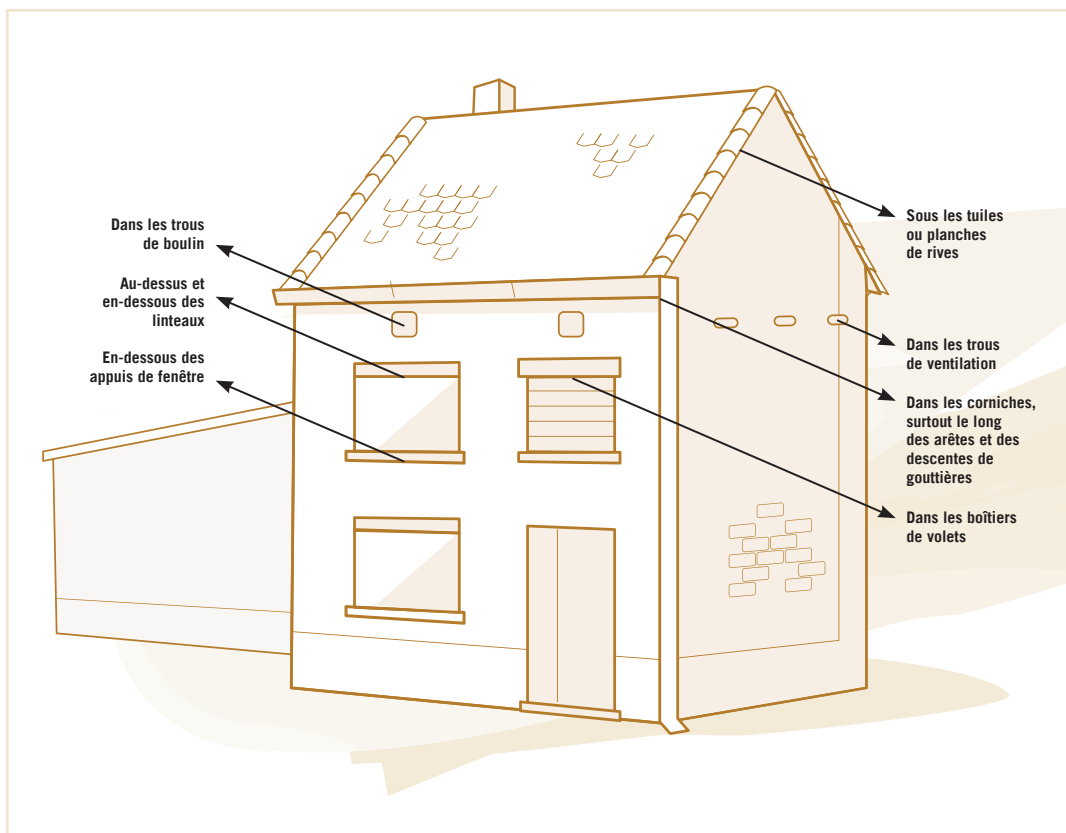 Dans les trous
de boulin
Au-dessus et
en-dessous des
linteaux
En-dessous des
appuis de fenêtre
Sous les tuiles
ou planches
de rives
Dans les trous
de ventilation
Dans les corniches,
surtout le long
des arêtes et des
descentes de
gouttières
Dans les boîtiers
de volets